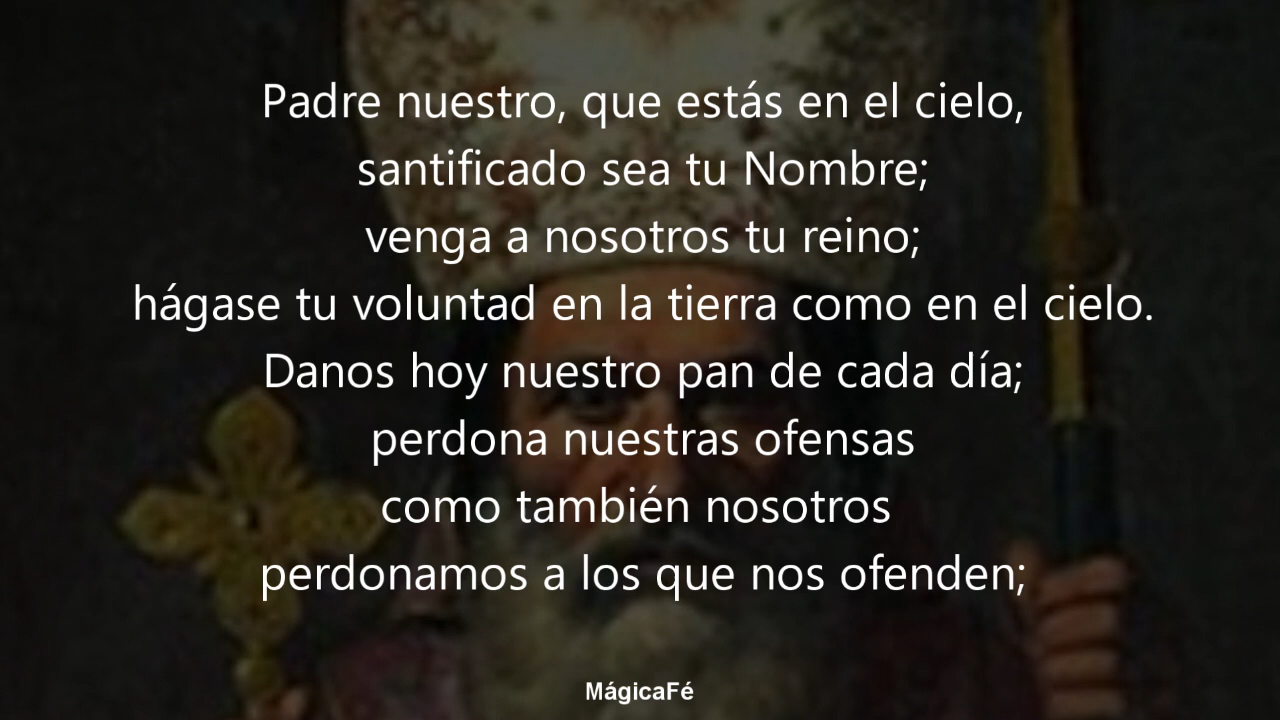 Padre nuestro, que estás en el cielo,
santificado sea tu Nombre;
venga a nosotros tu reino;
hágase tu voluntad en la tierra como en el cielo.
Danos hoy nuestro pan de cada día;
perdona nuestras ofensas
como también nosotros
perdonamos a los que nos ofenden;
MágicaFé